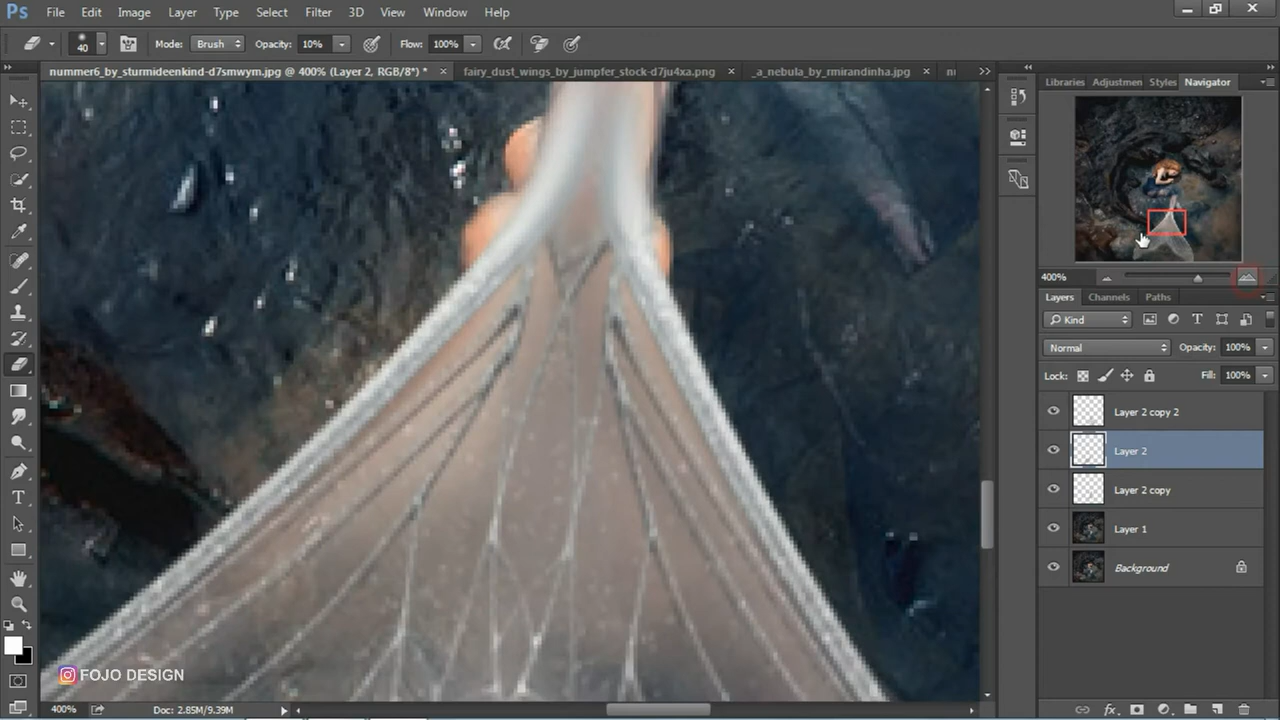 Ps File Edit Image Layer Type Select Filter 3D View Window Help
40 Mode: Brush Opacity: 10% Flow: 100%
nummer6_by_sturmideenkind-d7smwym.jpg @ 400% (Layer 2, RGB/8*) * × fairy_dust_wings_by_jumpfer_stock-d7ju4xa.png × _a_nebula_by_rmirandinha.jpg ×
Libraries Adjustmen Styles Navigator
400%
Layers Channels Paths
Kind
Normal Opacity: 100%
Lock: Fill: 100%
Layer 2 copy 2
Layer 2
Layer 2 copy
Layer 1
Background
FOJO DESIGN
400% Doc: 2.85M/9.39M